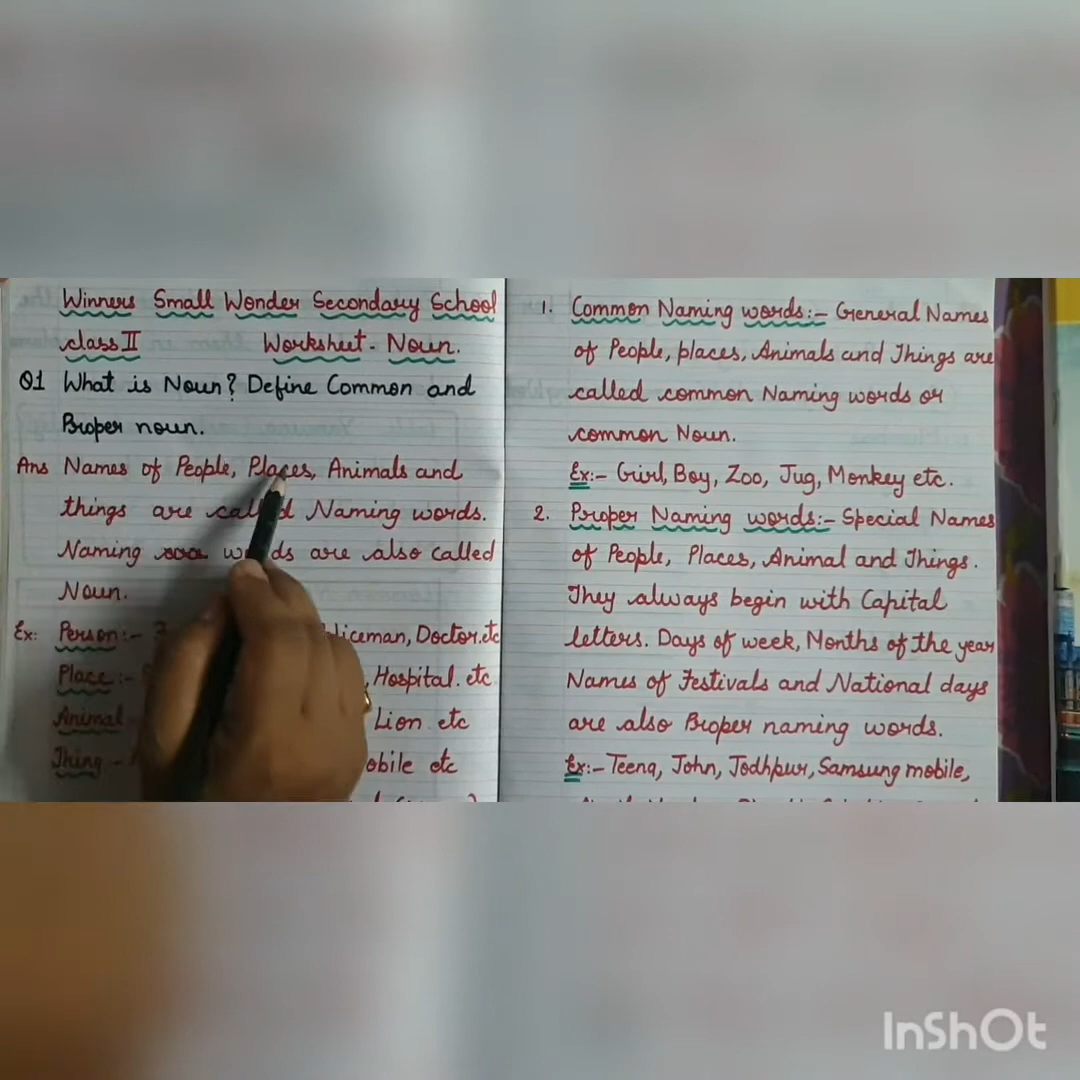 Winners Small Wonder Secondary School
class II Worksheet - Noun.
Q1 What is Noun? Define Common and
Proper noun.
Ans Names of People, Places, Animals and
things are called Naming words.
Naming words are also called
Noun.
Ex: Person:- Policeman, Doctor.etc
Place:- , Hospital. etc
Animal Lion etc
Thing - Mobile etc
1. Common Naming words:- General Names
of People, places, Animals and Things are
called common Naming words or
common Noun.
Ex:- Girl, Boy, Zoo, Jug, Monkey etc.
2. Proper Naming words:- Special Names
of People, Places, Animal and Things.
They always begin with Capital
letters. Days of week, Months of the year
Names of Festivals and National days
are also Proper naming words.
Ex:- Teena, John, Jodhpur, Samsung mobile,
InShOt